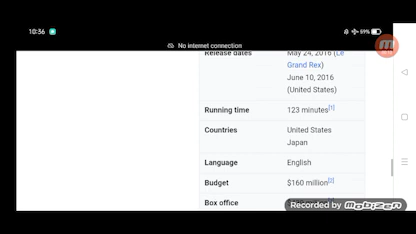 10:36
59%
No internet connection
Release dates
May 24, 2016 (Le
Grand Rex)
June 10, 2016
(United States)
Running time
123 minutes[1]
Countries
United States
Japan
Language
English
Budget
$160 million[2]
Box office
Recorded by
Mobizen